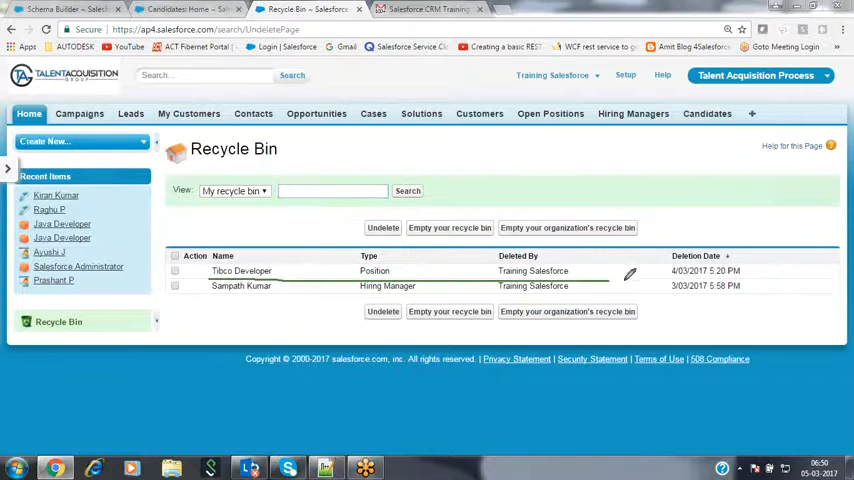 Schema Builder ~ Salesfo
Candidates: Home ~ Sales
Recycle Bin ~ Salesforce
Salesforce CRM Training
Secure
https://ap4.salesforce.com/search/UndeletePage
Apps
AUTODESK
YouTube
ACT Fibernet Portal
Login | Salesforce
Qualification
Salesforce Service Clo
Creating a basic REST
WCF rest service to g
Amit Blog 4Salesforce
Goto Meeting Login
TALENTACQUISITION
GROUP
Search...
Search
Training Salesforce
Setup
Help
Talent Acquisition Process
Home
Campaigns
Leads
My Customers
Contacts
Opportunities
Cases
Solutions
Customers
Open Positions
Hiring Managers
Candidates
+
Create New...
Recycle Bin
Help for this Page
Recent Items
Kiran Kumar
Raghu P
Java Developer
Java Developer
Ayushi J
Salesforce Administrator
Prashant P
Recycle Bin
View:
My recycle bin
Search
Undelete
Empty your recycle bin
Empty your organization's recycle bin
Action
Name
Type
Deleted By
Deletion Date
Tibco Developer
Position
Training Salesforce
4/03/2017 5:20 PM
Sampath Kumar
Hiring Manager
Training Salesforce
3/03/2017 5:58 PM
Undelete
Empty your recycle bin
Empty your organization's recycle bin
Copyright © 2000-2017 salesforce.com, inc. All rights reserved. | Privacy Statement | Security Statement | Terms of Use | 508 Compliance
06:50
05-03-2017